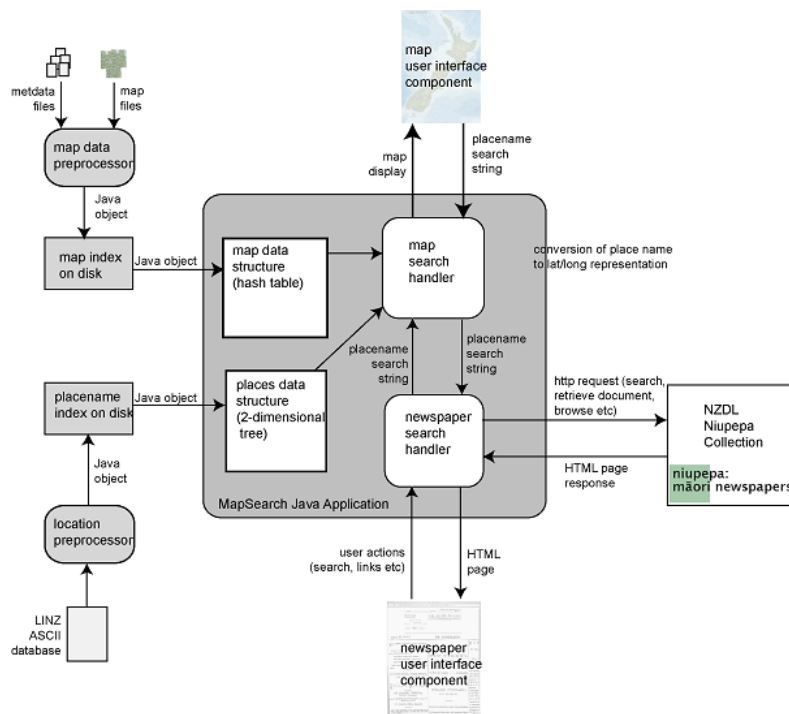 map
user interface
component
metdata
files
map
files
map data
preprocessor
Java
object
map
display
placename
search
string
map index
on disk
Java object
map data
structure
(hash table)
map
search
handler
conversion of place name
to lat/long representation
placename
search
string
placename
search
string
placename
index on disk
Java object
places data
structure
(2-dimensional
tree)
newspaper
search
handler
http request (search,
retrieve document,
browse etc)
NZDL
Niupepa
Collection
HTML page
response
niupepa:
māori newspapers
Java
object
MapSearch Java Application
location
preprocessor
user actions
(search, links etc)
HTML
page
LINZ
ASCII
database
newspaper
user interface
component